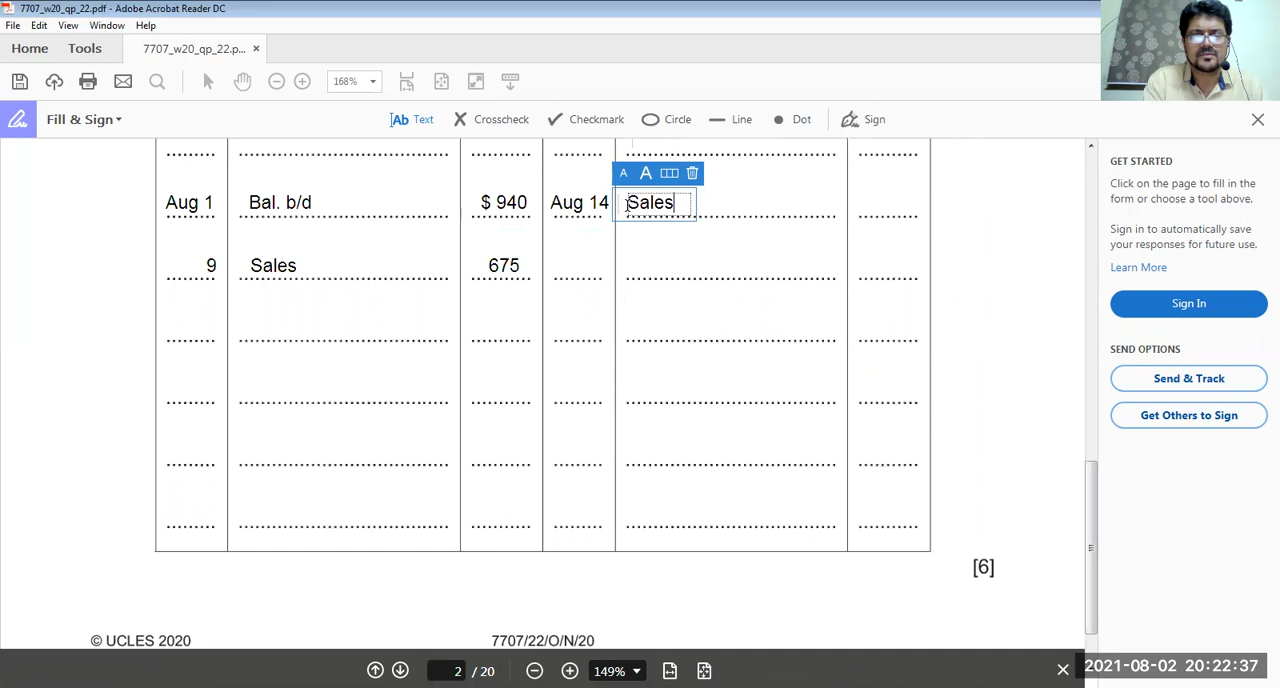 7707_w20_qp_22.pdf - Adobe Acrobat Reader DC
File Edit View Window Help
Home Tools 7707_w20_qp_22.p... ×
168%
Fill & Sign
Text Crosscheck Checkmark Circle Line Dot Sign
A A
Aug 1 Bal. b/d $ 940 Aug 14 Sales
9 Sales 675
[6]
© UCLES 2020 7707/22/O/N/20
GET STARTED
Click on the page to fill in the
form or choose a tool above.
Sign in to automatically save
your responses for future use.
Learn More
Sign In
SEND OPTIONS
Send & Track
Get Others to Sign
2 / 20 149%
2021-08-02 20:22:37